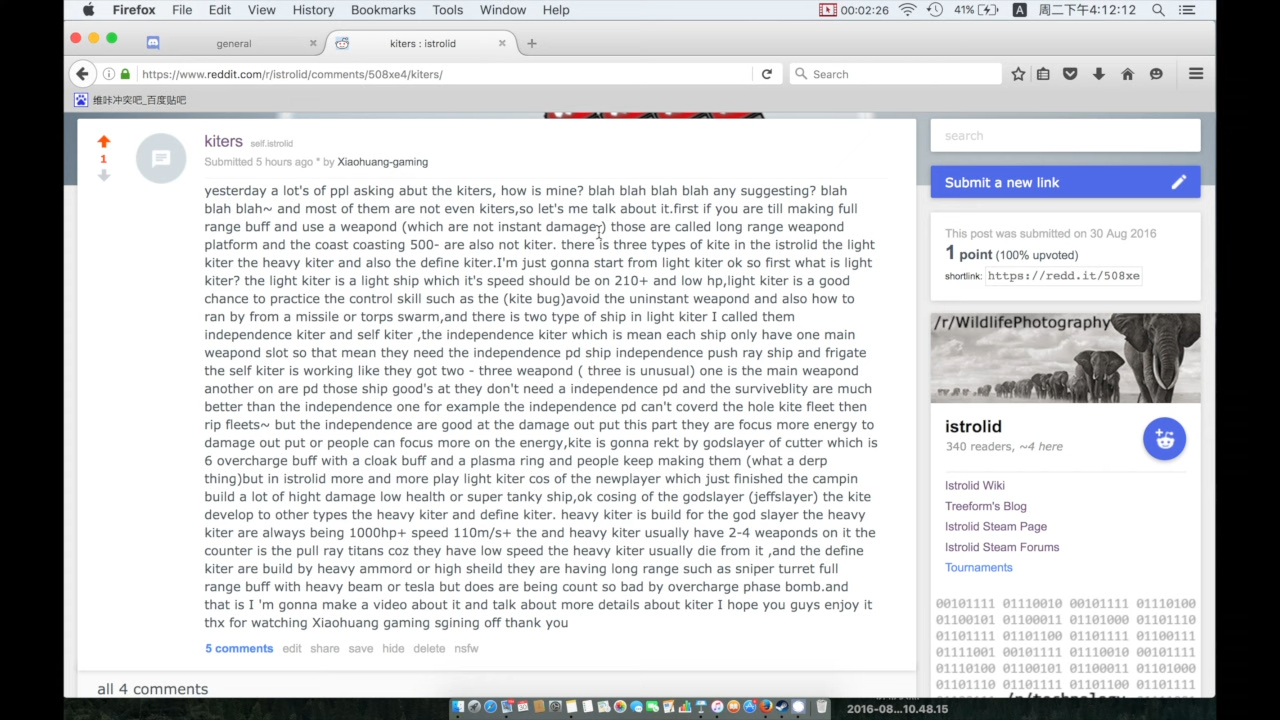 Firefox File Edit View History Bookmarks Tools Window Help 00:02:26 41% A 周二下午4:12:12
general kiters : istrolid
https://www.reddit.com/r/istrolid/comments/508xe4/kiters/ Search
维咔冲突吧_百度贴吧
kiters self.istrolid
1
Submitted 5 hours ago * by Xiaohuang-gaming
yesterday a lot's of ppl asking abut the kiters, how is mine? blah blah blah blah any suggesting? blah
blah blah~ and most of them are not even kiters,so let's me talk about it.first if you are till making full
range buff and use a weapond (which are not instant damage;) those are called long range weapond
platform and the coast coasting 500- are also not kiter. there is three types of kite in the istrolid the light
kiter the heavy kiter and also the define kiter.I'm just gonna start from light kiter ok so first what is light
kiter? the light kiter is a light ship which it's speed should be on 210+ and low hp,light kiter is a good
chance to practice the control skill such as the (kite bug)avoid the uninstant weapond and also how to
ran by from a missile or torps swarm,and there is two type of ship in light kiter I called them
independence kiter and self kiter ,the independence kiter which is mean each ship only have one main
weapond slot so that mean they need the independence pd ship independence push ray ship and frigate
the self kiter is working like they got two - three weapond ( three is unusual) one is the main weapond
another on are pd those ship good's at they don't need a independence pd and the surviveblity are much
better than the independence one for example the independence pd can't coverd the hole kite fleet then
rip fleets~ but the independence are good at the damage out put this part they are focus more energy to
damage out put or people can focus more on the energy,kite is gonna rekt by godslayer of cutter which is
6 overcharge buff with a cloak buff and a plasma ring and people keep making them (what a derp
thing)but in istrolid more and more play light kiter cos of the newplayer which just finished the campin
build a lot of hight damage low health or super tanky ship,ok cosing of the godslayer (jeffslayer) the kite
develop to other types the heavy kiter and define kiter. heavy kiter is build for the god slayer the heavy
kiter are always being 1000hp+ speed 110m/s+ the and heavy kiter usually have 2-4 weaponds on it the
counter is the pull ray titans coz they have low speed the heavy kiter usually die from it ,and the define
kiter are build by heavy ammord or high sheild they are having long range such as sniper turret full
range buff with heavy beam or tesla but does are being count so bad by overcharge phase bomb.and
that is I 'm gonna make a video about it and talk about more details about kiter I hope you guys enjoy it
thx for watching Xiaohuang gaming sgining off thank you
5 comments edit share save hide delete nsfw
all 4 comments
search
Submit a new link
This post was submitted on 30 Aug 2016
1 point (100% upvoted)
shortlink: https://redd.it/508xe
/r/WildlifePhotography
istrolid
340 readers, ~4 here
Istrolid Wiki
Treeform's Blog
Istrolid Steam Page
Istrolid Steam Forums
Tournaments
00101111 01110010 00101111 01110100
01100101 01100011 01101000 01101110
01101111 01101100 01101111 01100111
01111001 00101111 01110010 00101111
01110100 01100101 01100011 01101000
01101110 01101111 01101100 01101111
2016-08...10.48.15